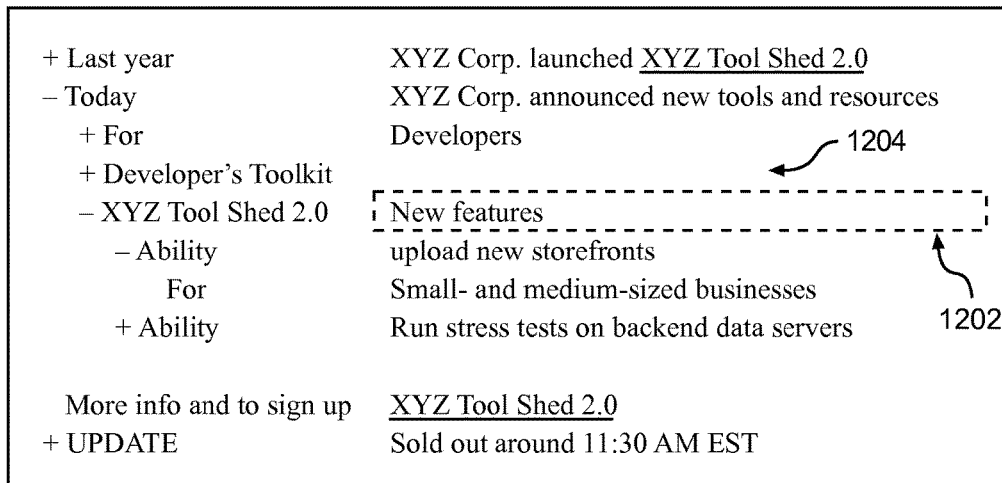 + Last year XYZ Corp. launched XYZ Tool Shed 2.0
– Today XYZ Corp. announced new tools and resources
+ For Developers
1204
+ Developer’s Toolkit
– XYZ Tool Shed 2.0 New features
– Ability upload new storefronts
For Small- and medium-sized businesses
+ Ability Run stress tests on backend data servers
1202
More info and to sign up XYZ Tool Shed 2.0
+ UPDATE Sold out around 11:30 AM EST